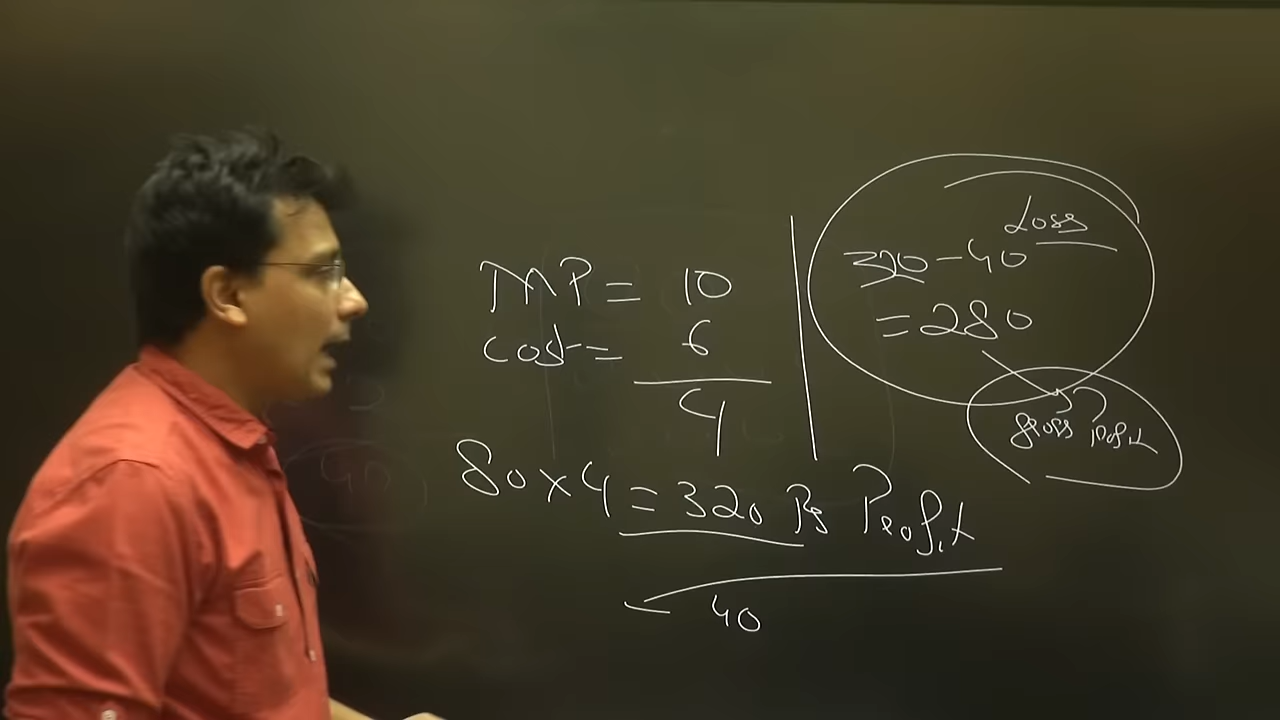 MP = 10
Cost = 6
4
80 x 4 = 320 Rs Profit
40
Loss
320 - 40
= 280
Gross Profit